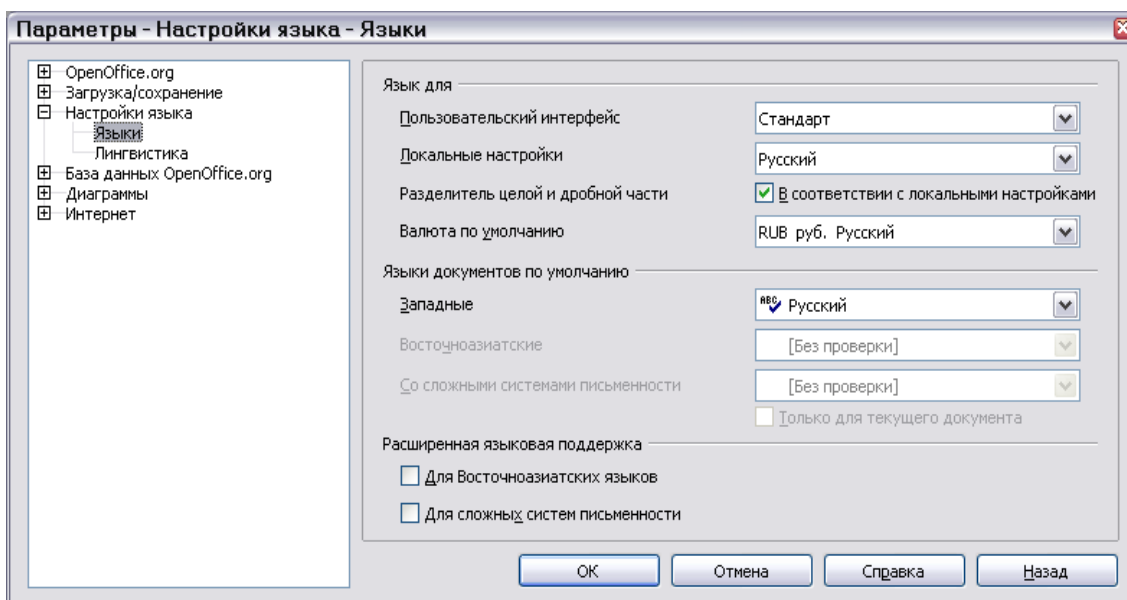 Параметры - Настройки языка - Языки
OpenOffice.org
Загрузка/сохранение
Настройки языка
Языки
Лингвистика
База данных OpenOffice.org
Диаграммы
Интернет
Язык для
Пользовательский интерфейс
Стандарт
Локальные настройки
Русский
Разделитель целой и дробной части
В соответствии с локальными настройками
Валюта по умолчанию
RUB руб. Русский
Языки документов по умолчанию
Западные
ABC Русский
Восточноазиатские
[Без проверки]
Со сложными системами письменности
[Без проверки]
Только для текущего документа
Расширенная языковая поддержка
Для Восточноазиатских языков
Для сложных систем письменности
ОК
Отмена
Справка
Назад